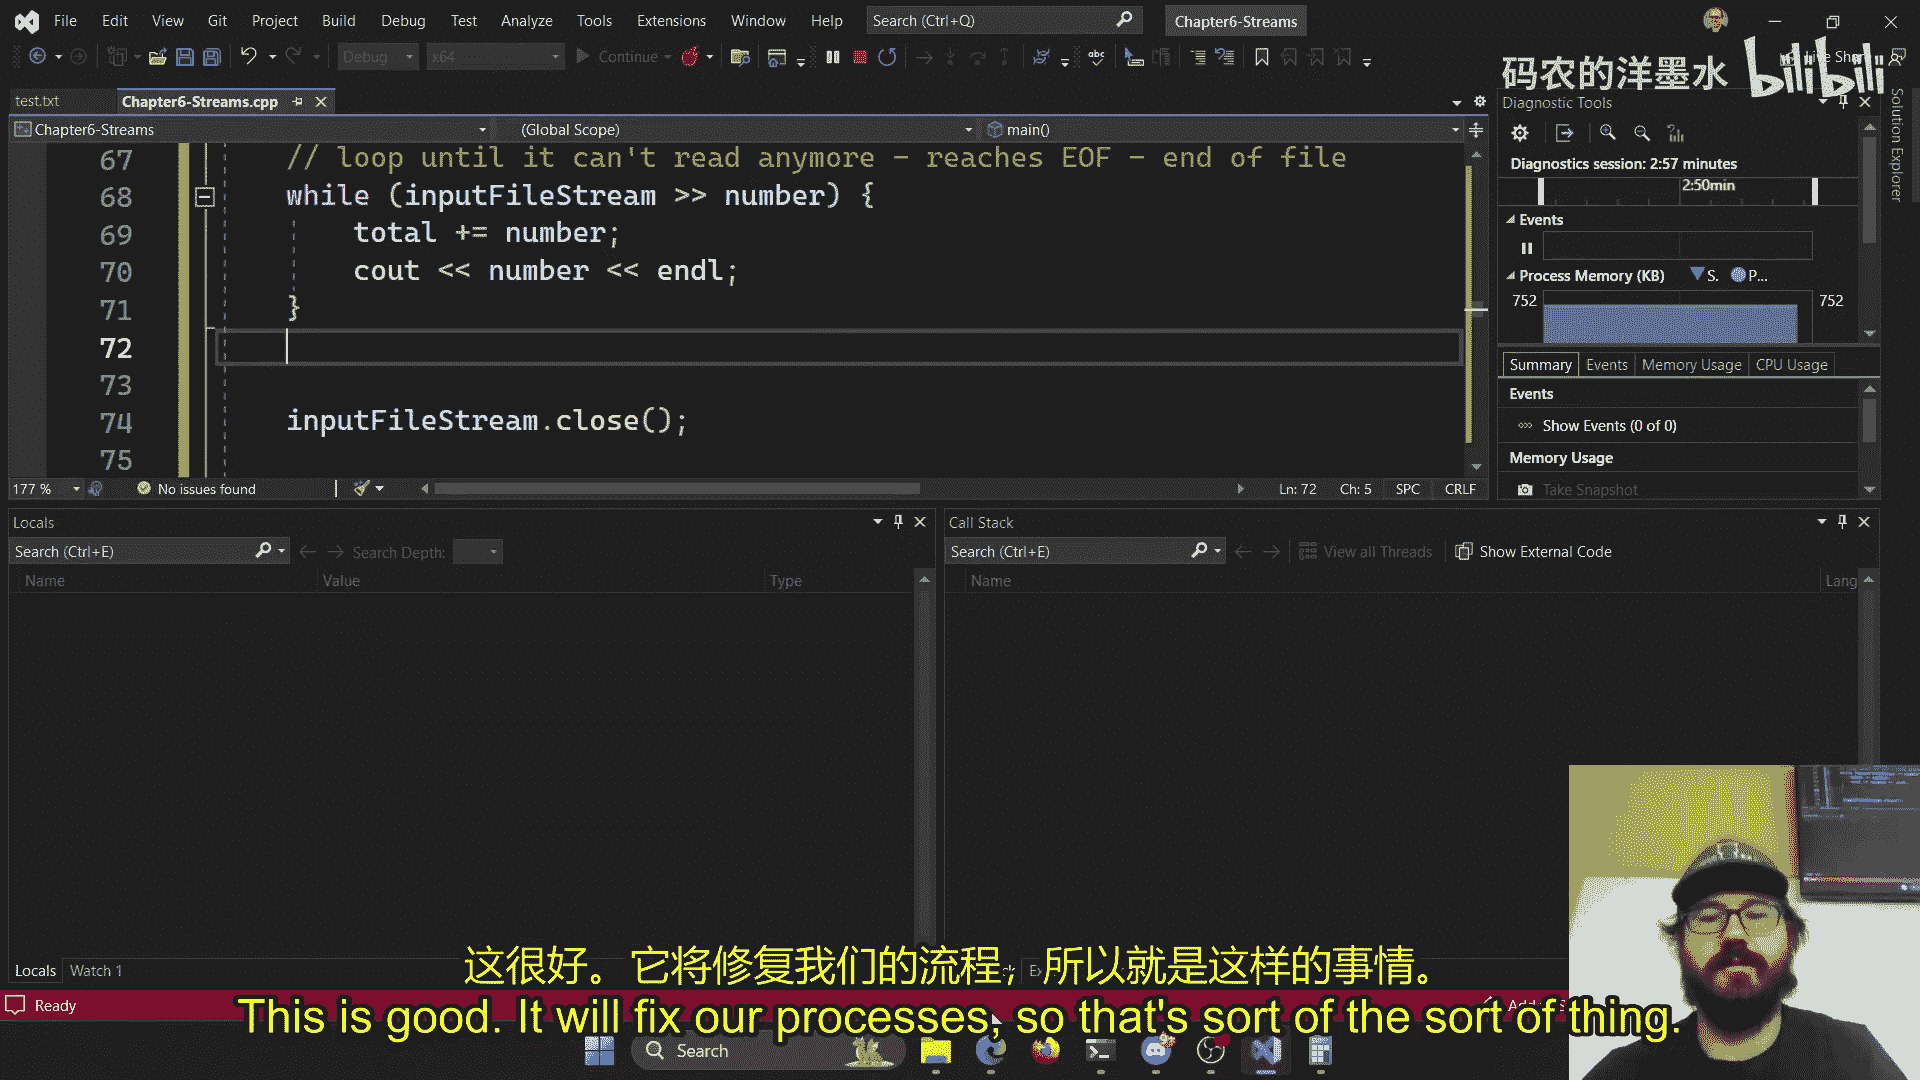 File Edit View Git Project Build Debug Test Analyze Tools Extensions Window Help Search (Ctrl+Q) Chapter6-Streams
Debug x64 Continue Live Share
码农的洋墨水 bilibili
test.txt Chapter6-Streams.cpp
Chapter6-Streams (Global Scope) main()
67 // loop until it can't read anymore - reaches EOF - end of file
68 while (inputFileStream >> number) {
69 total += number;
70 cout << number << endl;
71 }
72
73
74 inputFileStream.close();
75
177 % No issues found Ln: 72 Ch: 5 SPC CRLF
Diagnostic Tools
Diagnostics session: 2:57 minutes
2:50min
Events
Process Memory (KB) S. P...
752 752
Summary Events Memory Usage CPU Usage
Events
Show Events (0 of 0)
Memory Usage
Take Snapshot
Solution Explorer
Locals
Search (Ctrl+E) Search Depth:
Name Value Type
Locals Watch 1
Call Stack
Search (Ctrl+E) View all Threads Show External Code
Name Lang
这很好。它将修复我们的流程，所以就是这样的事情。
Ready
This is good. It will fix our processes, so that's sort of the sort of thing.
Search